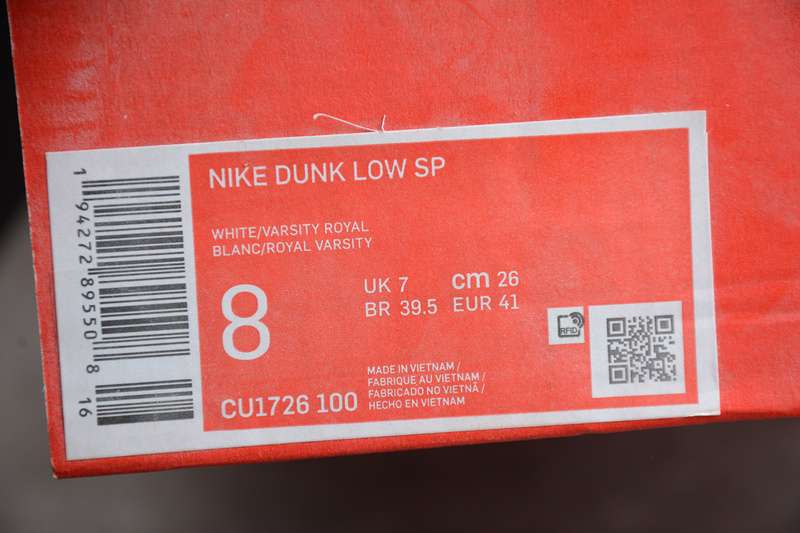 NIKE DUNK LOW SP
WHITE/VARSITY ROYAL
BLANC/ROYAL VARSITY
8
UK 7 cm 26
BR 39.5 EUR 41
CU1726 100
MADE IN VIETNAM /
FABRIQUE AU VIETNAM /
FABRICADO NO VIETNÃ /
HECHO EN VIETNAM
RFID
1 94272 89550 8 16